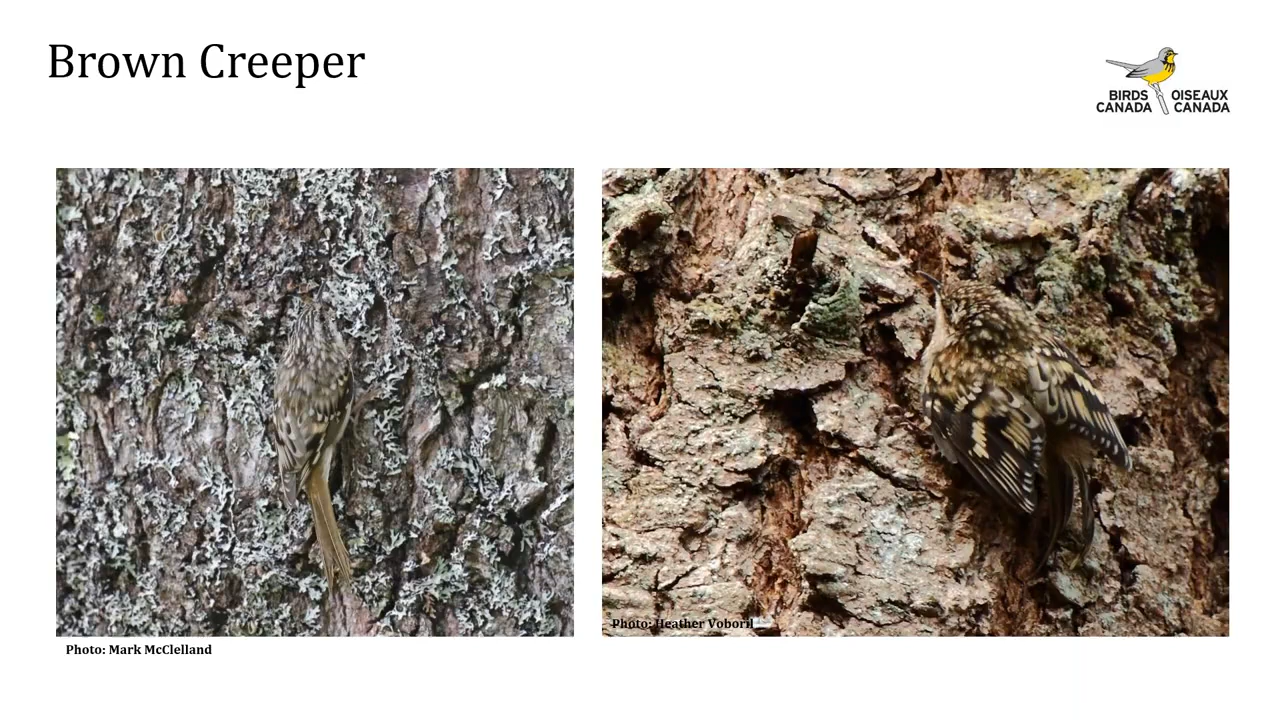 Brown Creeper
BIRDS CANADA
OISEAUX CANADA
Photo: Heather Voboril
Photo: Mark McClelland